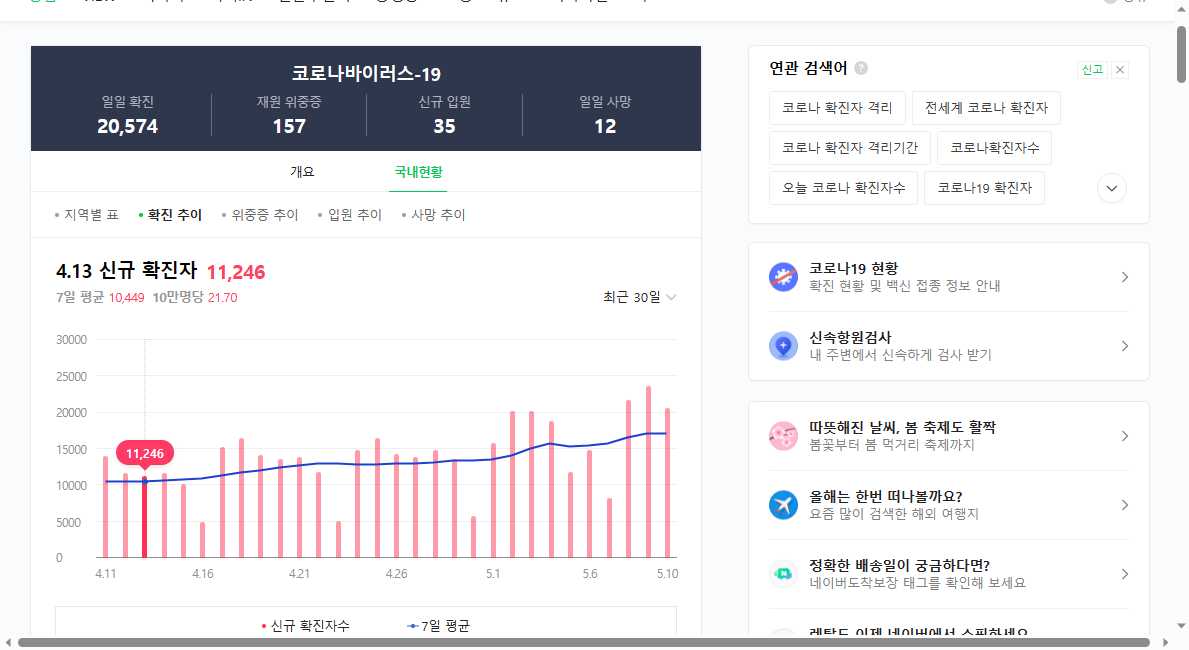 코로나바이러스-19
일일 확진 재원 위중증 신규 입원 일일 사망
20,574 157 35 12
개요 국내현황
지역별 표 확진 추이 위중증 추이 입원 추이 사망 추이
4.13 신규 확진자 11,246
7일 평균 10,449 10만명당 21.70
최근 30일
30000
25000
20000
15000
10000
5000
0
11,246
4.11 4.16 4.21 4.26 5.1 5.6 5.10
신규 확진자수 7일 평균
연관 검색어 ?
신고
코로나 확진자 격리 전세계 코로나 확진자
코로나 확진자 격리기간 코로나확진자수
오늘 코로나 확진자수 코로나19 확진자
코로나19 현황
확진 현황 및 백신 접종 정보 안내
신속항원검사
내 주변에서 신속하게 검사 받기
따뜻해진 날씨, 봄 축제도 활짝
봄꽃부터 봄 먹거리 축제까지
올해는 한번 떠나볼까요?
요즘 많이 검색한 해외 여행지
정확한 배송일이 궁금하다면?
네이버도착보장 태그를 확인해 보세요
렌탈도 이제 네이버에서 쇼핑하세요